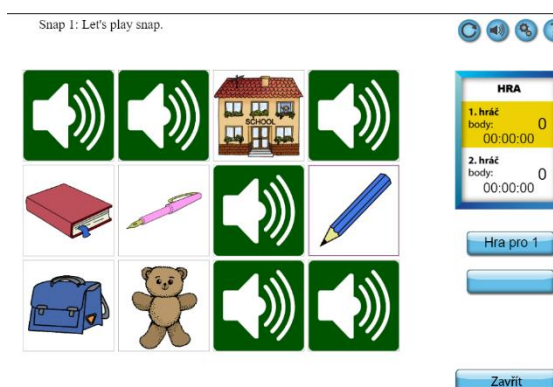 Snap 1: Let's play snap.
SCHOOL
HRA
1. hráč
body: 0
00:00:00
2. hráč
body: 0
00:00:00
Hra pro 1
Zavřít